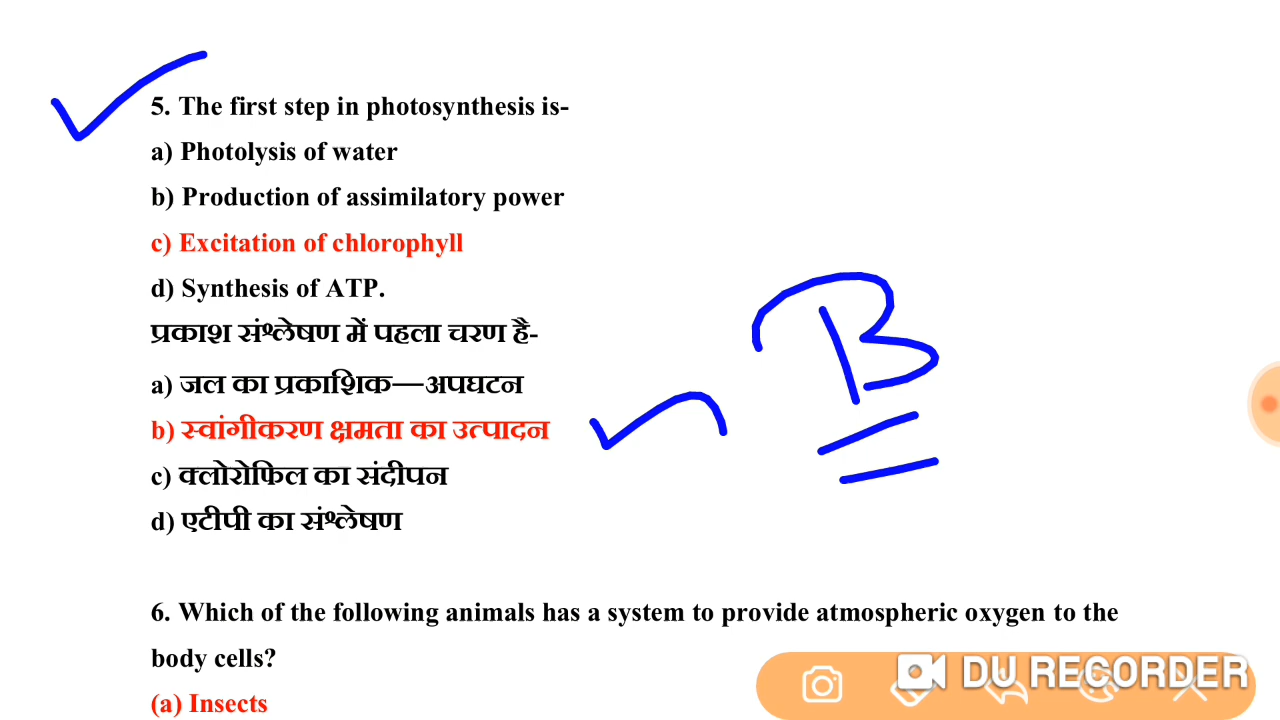 5. The first step in photosynthesis is-
a) Photolysis of water
b) Production of assimilatory power
c) Excitation of chlorophyll
d) Synthesis of ATP.
प्रकाश संश्लेषण में पहला चरण है-
a) जल का प्रकाशिक—अपघटन
b) स्वांगीकरण क्षमता का उत्पादन
B
c) क्लोरोफिल का संदीपन
d) एटीपी का संश्लेषण
6. Which of the following animals has a system to provide atmospheric oxygen to the
body cells?
(a) Insects
DU RECORDER